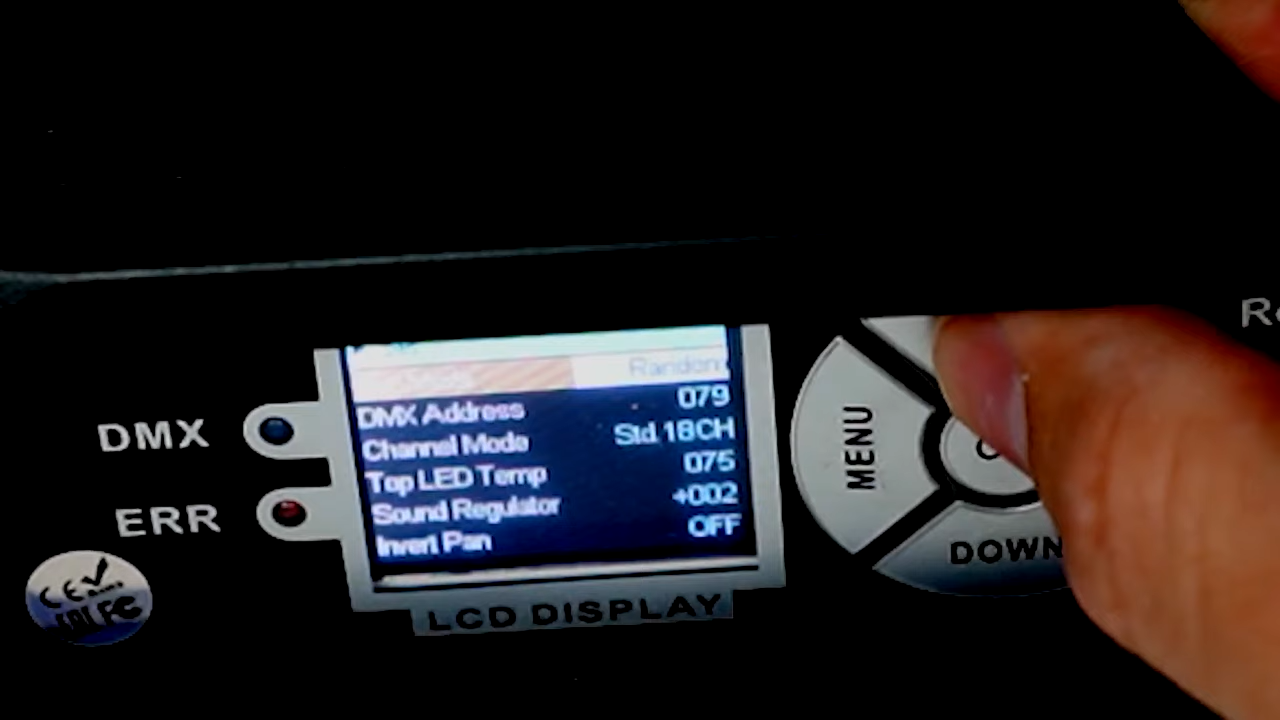 Random
DMX Address 079
Channel Mode Std.18CH
Top LED Temp 075
Sound Regulator +002
Invert Pan OFF
LCD DISPLAY
DMX
ERR
MENU
DOWN
CE